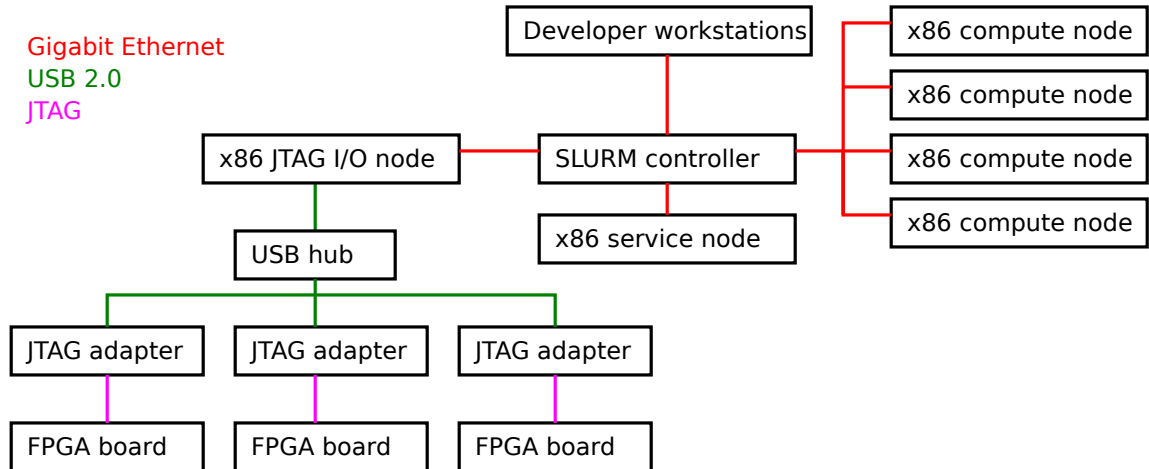 Gigabit Ethernet
USB 2.0
JTAG
Developer workstations
x86 compute node
x86 compute node
x86 JTAG I/O node
SLURM controller
x86 compute node
x86 service node
x86 compute node
USB hub
JTAG adapter
JTAG adapter
JTAG adapter
FPGA board
FPGA board
FPGA board